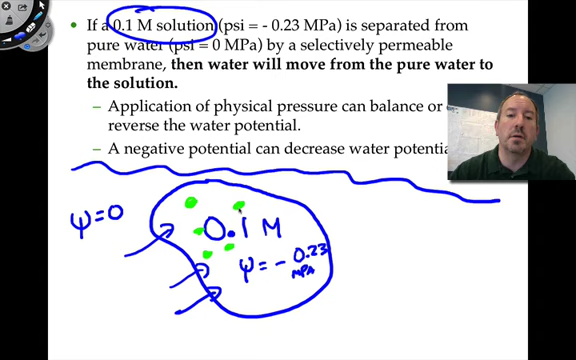 • If a 0.1 M solution (psi = - 0.23 MPa) is separated from
pure water (psi = 0 MPa) by a selectively permeable
membrane, then water will move from the pure water to
the solution.
– Application of physical pressure can balance or
reverse the water potential.
– A negative potential can decrease water
Ψ=0
0.1 M
Ψ = - 0.23
MPa